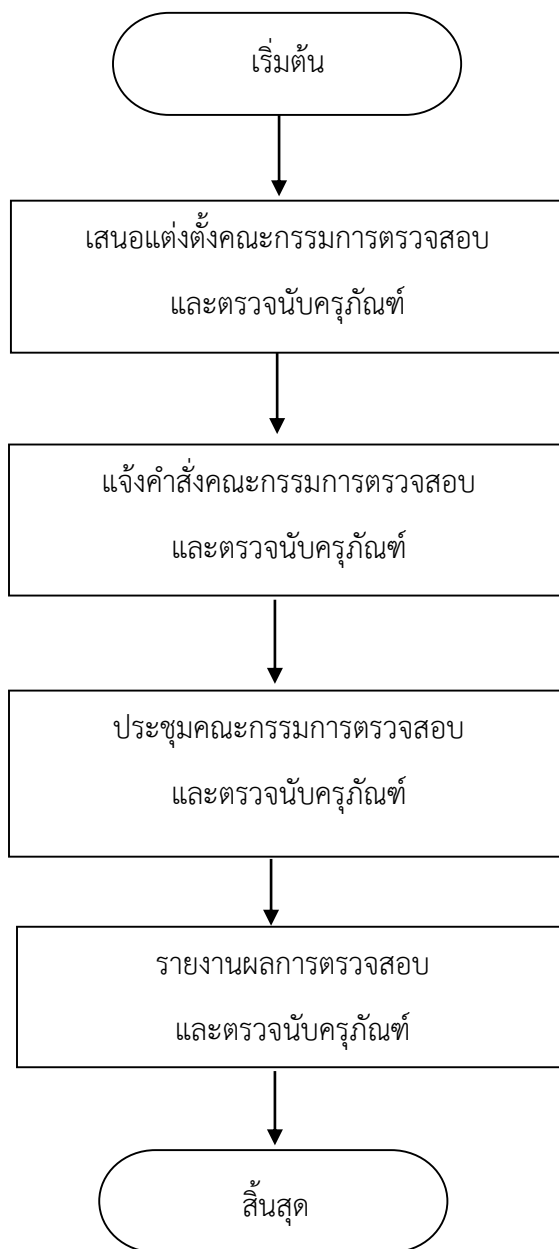 เริ่มต้น
เสนอแต่งตั้งคณะกรรมการตรวจสอบ
และตรวจนับครุภัณฑ์
แจ้งคำสั่งคณะกรรมการตรวจสอบ
และตรวจนับครุภัณฑ์
ประชุมคณะกรรมการตรวจสอบ
และตรวจนับครุภัณฑ์
รายงานผลการตรวจสอบ
และตรวจนับครุภัณฑ์
สิ้นสุด